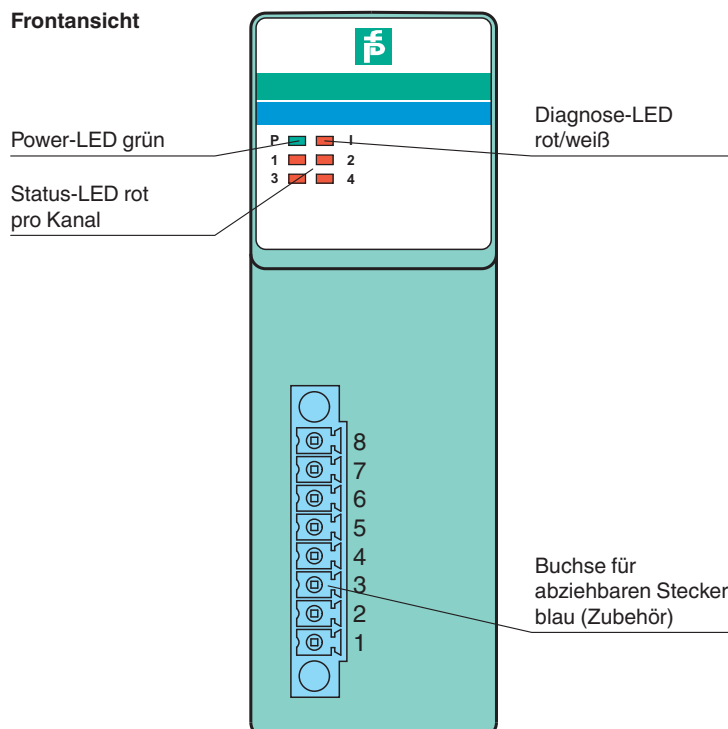 Frontansicht
Power-LED grün
Status-LED rot
pro Kanal
P I
1 2
3 4
Diagnose-LED
rot/weiß
8
7
6
5
4
3
2
1
Buchse für
abziehbaren Stecker
blau (Zubehör)